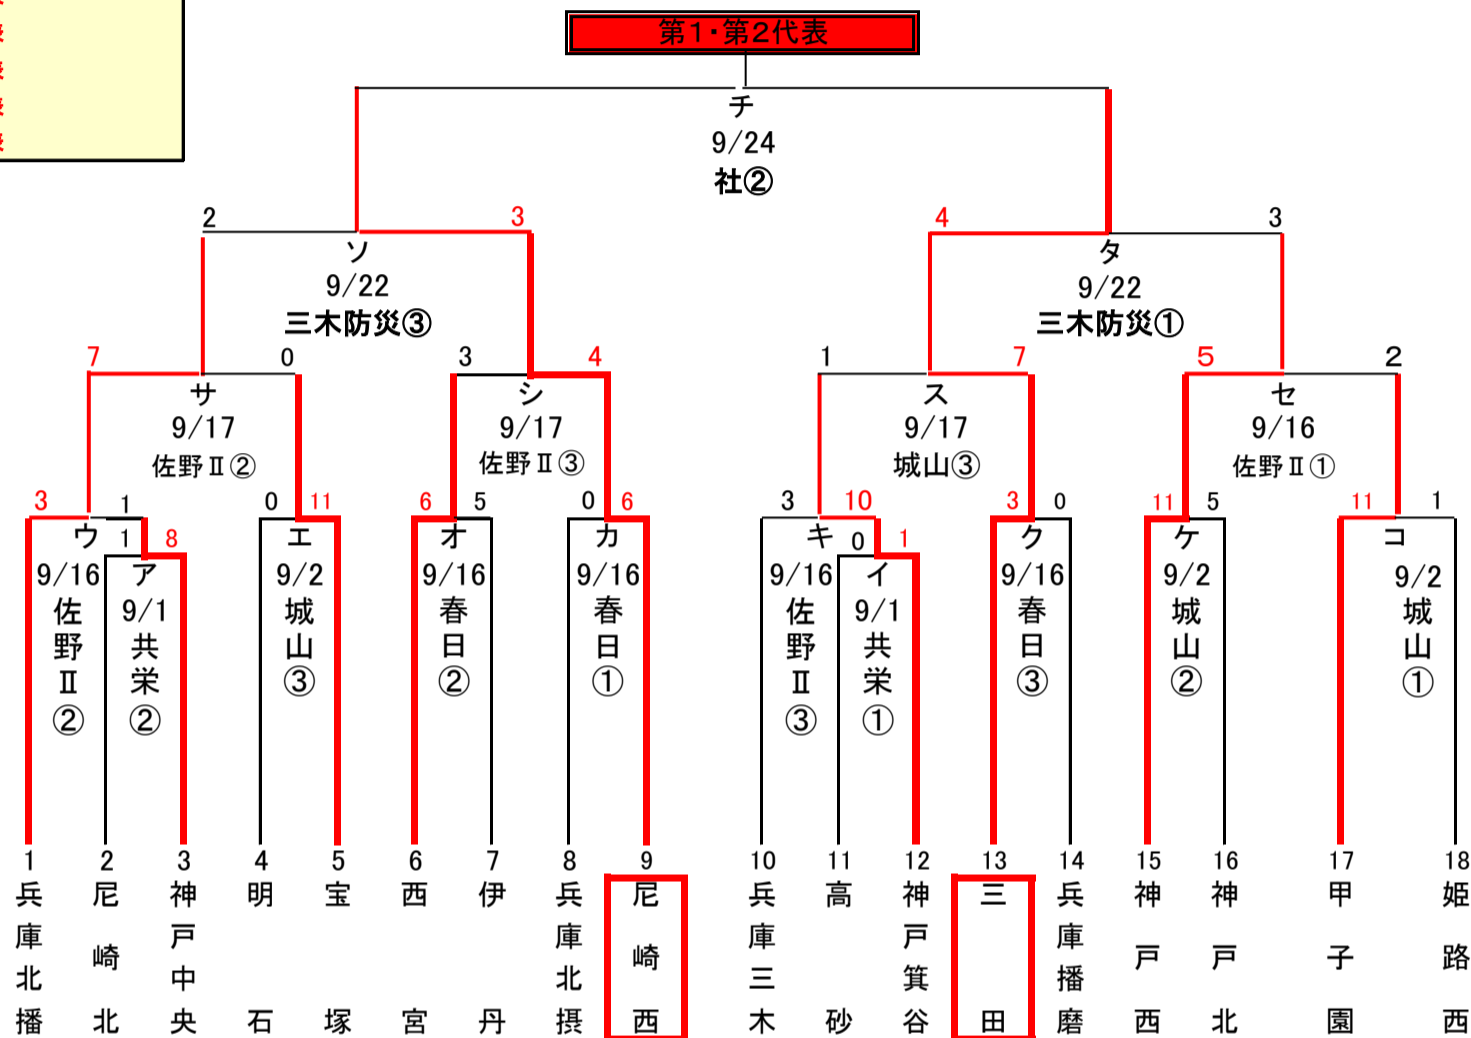 第1・第2代表
チ
9/24
社②
2 3 4 3
ソ タ
9/22 9/22
三木防災③ 三木防災①
7 0 3 4 1 7 5 2
サ シ ス セ
9/17 9/17 9/17 9/16
佐野Ⅱ② 佐野Ⅱ③ 城山③ 佐野Ⅱ①
3 1 0 11 6 5 0 6 3 10 3 0 11 5 11 1
ウ エ オ カ キ ク ケ コ
1 8 0 1
ア イ
9/16 9/1 9/2 9/16 9/16 9/16 9/1 9/16 9/2 9/2
佐野Ⅱ②
共栄②
城山③
春日②
春日①
佐野Ⅱ③
共栄①
春日③
城山②
城山①
1 2 3 4 5 6 7 8 9 10 11 12 13 14 15 16 17 18
兵庫北播
尼崎北
神戸中央
明石
宝塚
西宮
伊丹
兵庫北摂
尼崎西
兵庫三木
高砂
神戸箕谷
三田
兵庫播磨
神戸西
神戸北
甲子園
姫路西